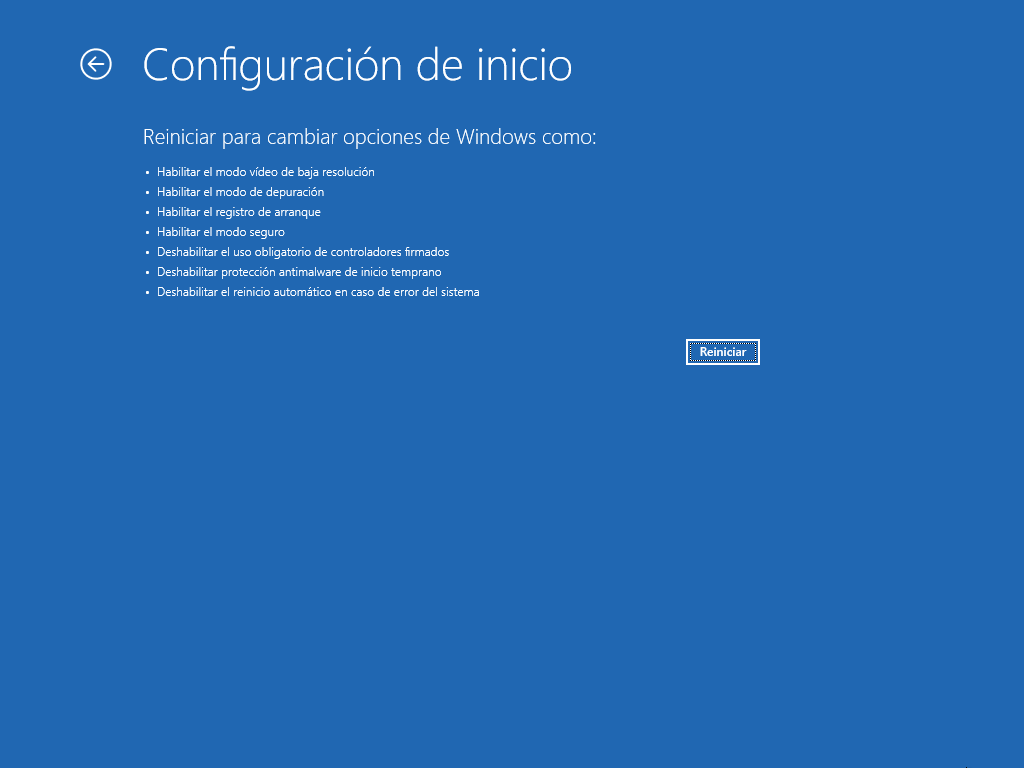 Configuración de inicio
Reiniciar para cambiar opciones de Windows como:
• Habilitar el modo vídeo de baja resolución
• Habilitar el modo de depuración
• Habilitar el registro de arranque
• Habilitar el modo seguro
• Deshabilitar el uso obligatorio de controladores firmados
• Deshabilitar protección antimalware de inicio temprano
• Deshabilitar el reinicio automático en caso de error del sistema
Reiniciar